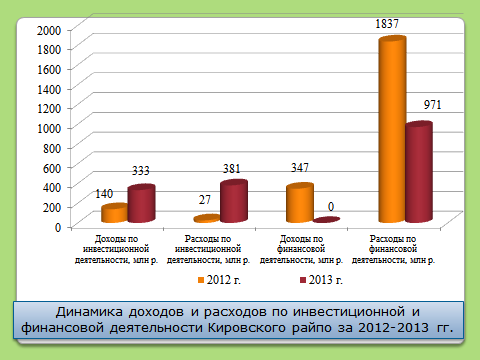 2000
1800
1600
1400
1200
1000
800
600
400
200
0
140
333
27
381
347
0
1837
971
Доходы по инвестиционной деятельности, млн р.
Расходы по инвестиционной деятельности, млн р.
Доходы по финансовой деятельности, млн р.
Расходы по финансовой деятельности, млн р.
2012 г.
2013 г.
Динамика доходов и расходов по инвестиционной и
финансовой деятельности Кировского райпо за 2012-2013 гг.